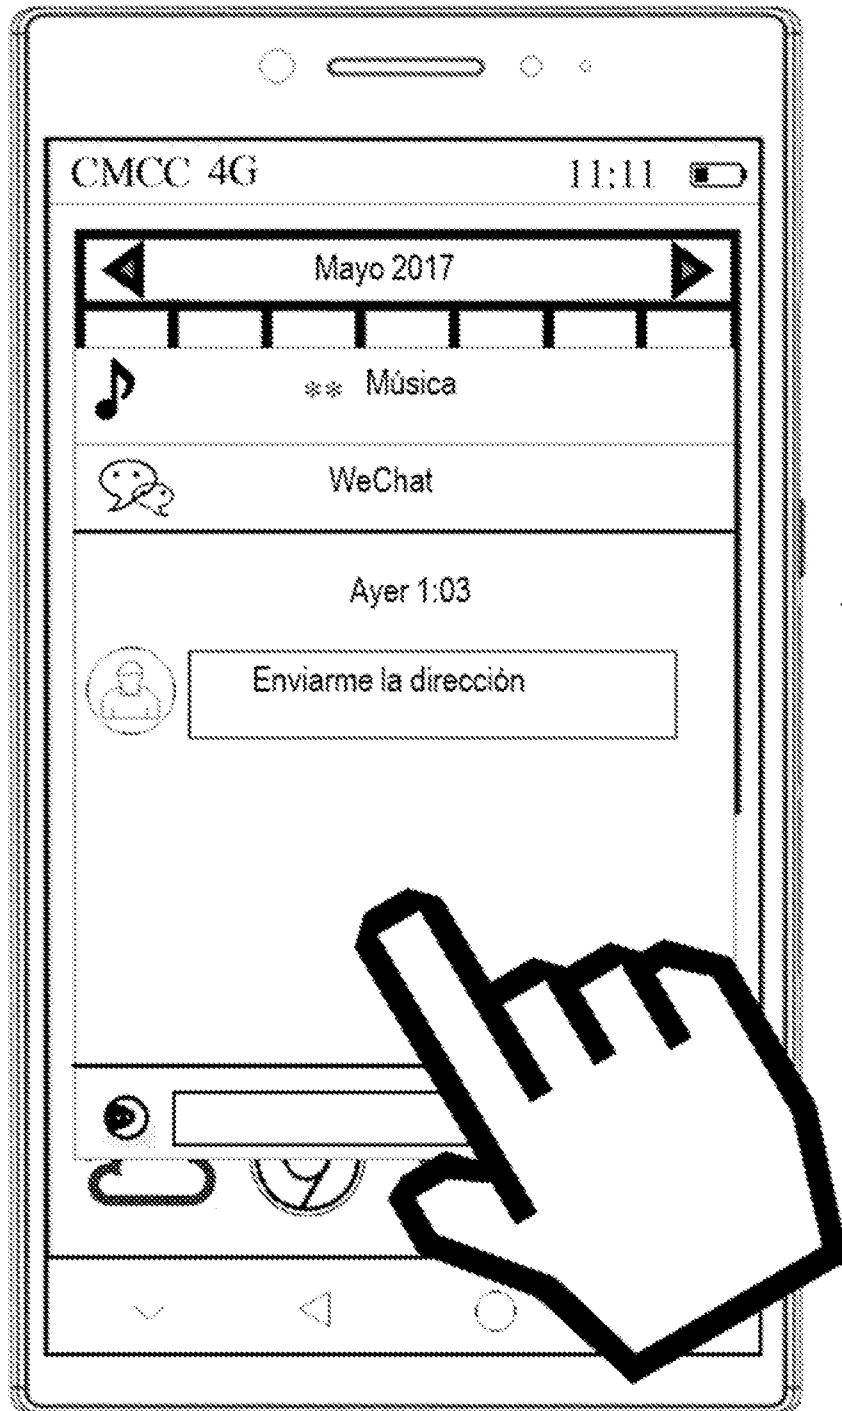 CMCC 4G 11:11
Mayo 2017
** Música
WeChat
Ayer 1:03
Enviarme la dirección